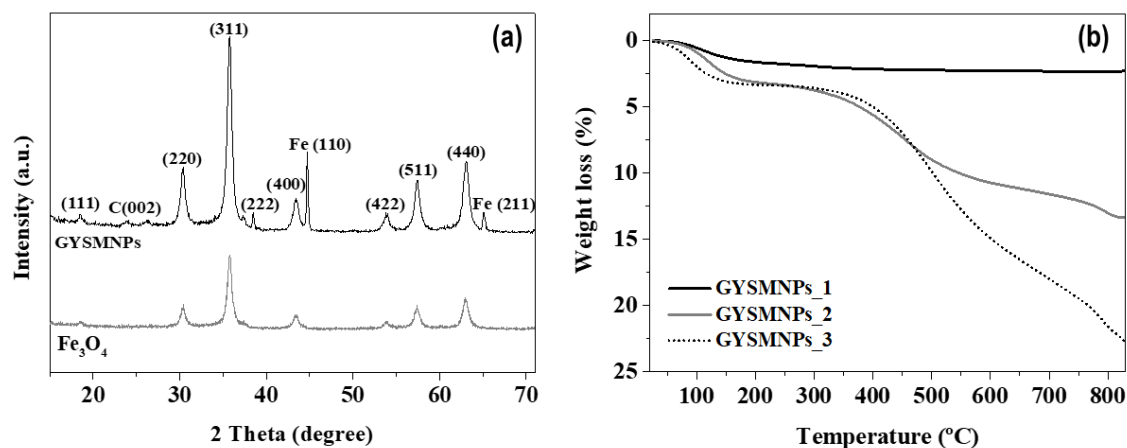 (a)
(311)
Fe (110)
(220)
(440)
(511)
(400)
(111)
C(002)
(222)
(422)
Fe (211)
GYSMNPs
Fe₃O₄
Intensity (a.u.)
20 30 40 50 60 70
2 Theta (degree)
(b)
0
5
10
15
20
25
Weight loss (%)
GYSMNPs_1
GYSMNPs_2
GYSMNPs_3
100 200 300 400 500 600 700 800
Temperature (ºC)